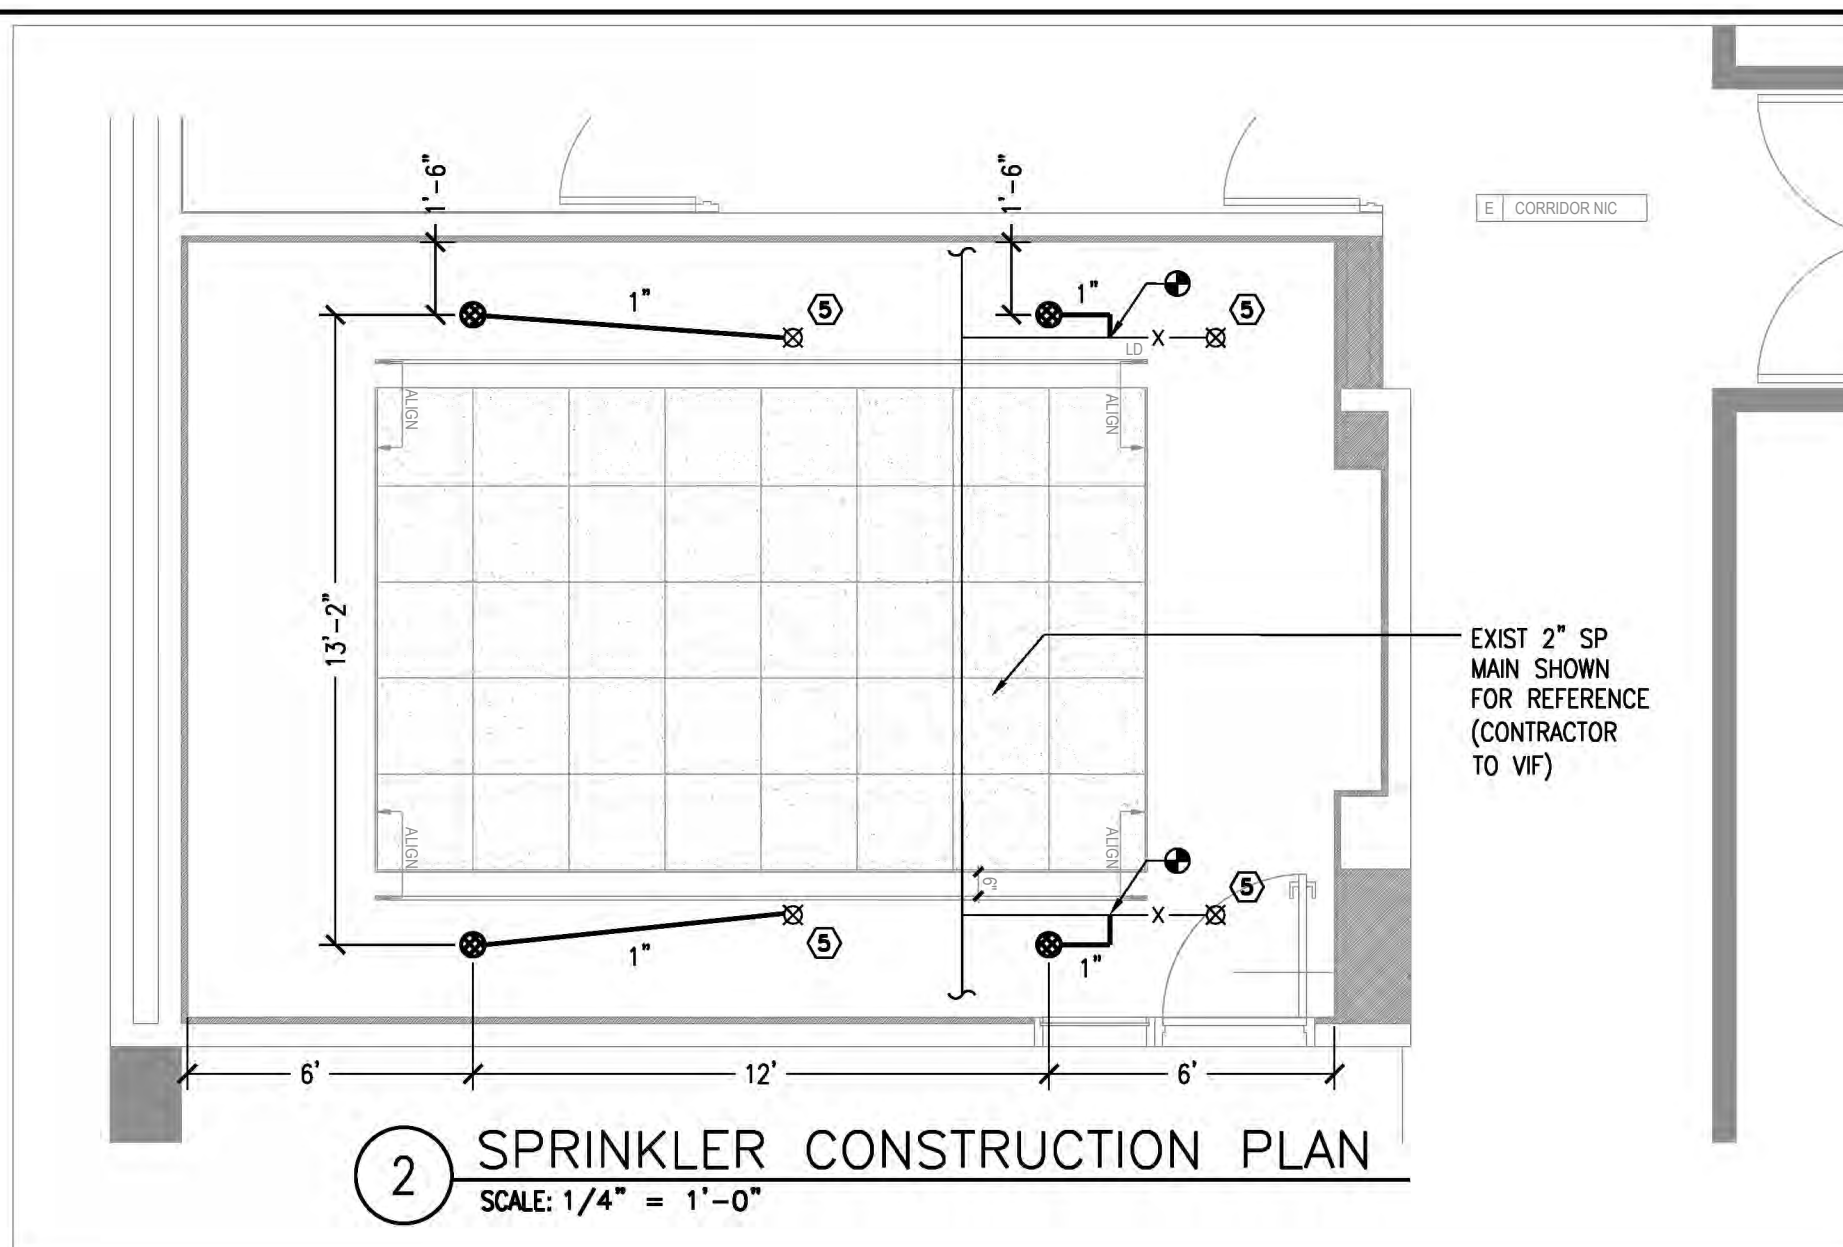 1'-6"
1'-6"
E CORRIDOR NIC
1"
5
1"
5
LD
ALIGN
ALIGN
13'-2"
EXIST 2" SP
MAIN SHOWN
FOR REFERENCE
(CONTRACTOR
TO VIF)
X
ALIGN
ALIGN
6"
5
X
1"
5
1"
6'
12'
6'
2
SPRINKLER CONSTRUCTION PLAN
SCALE: 1/4" = 1'-0"